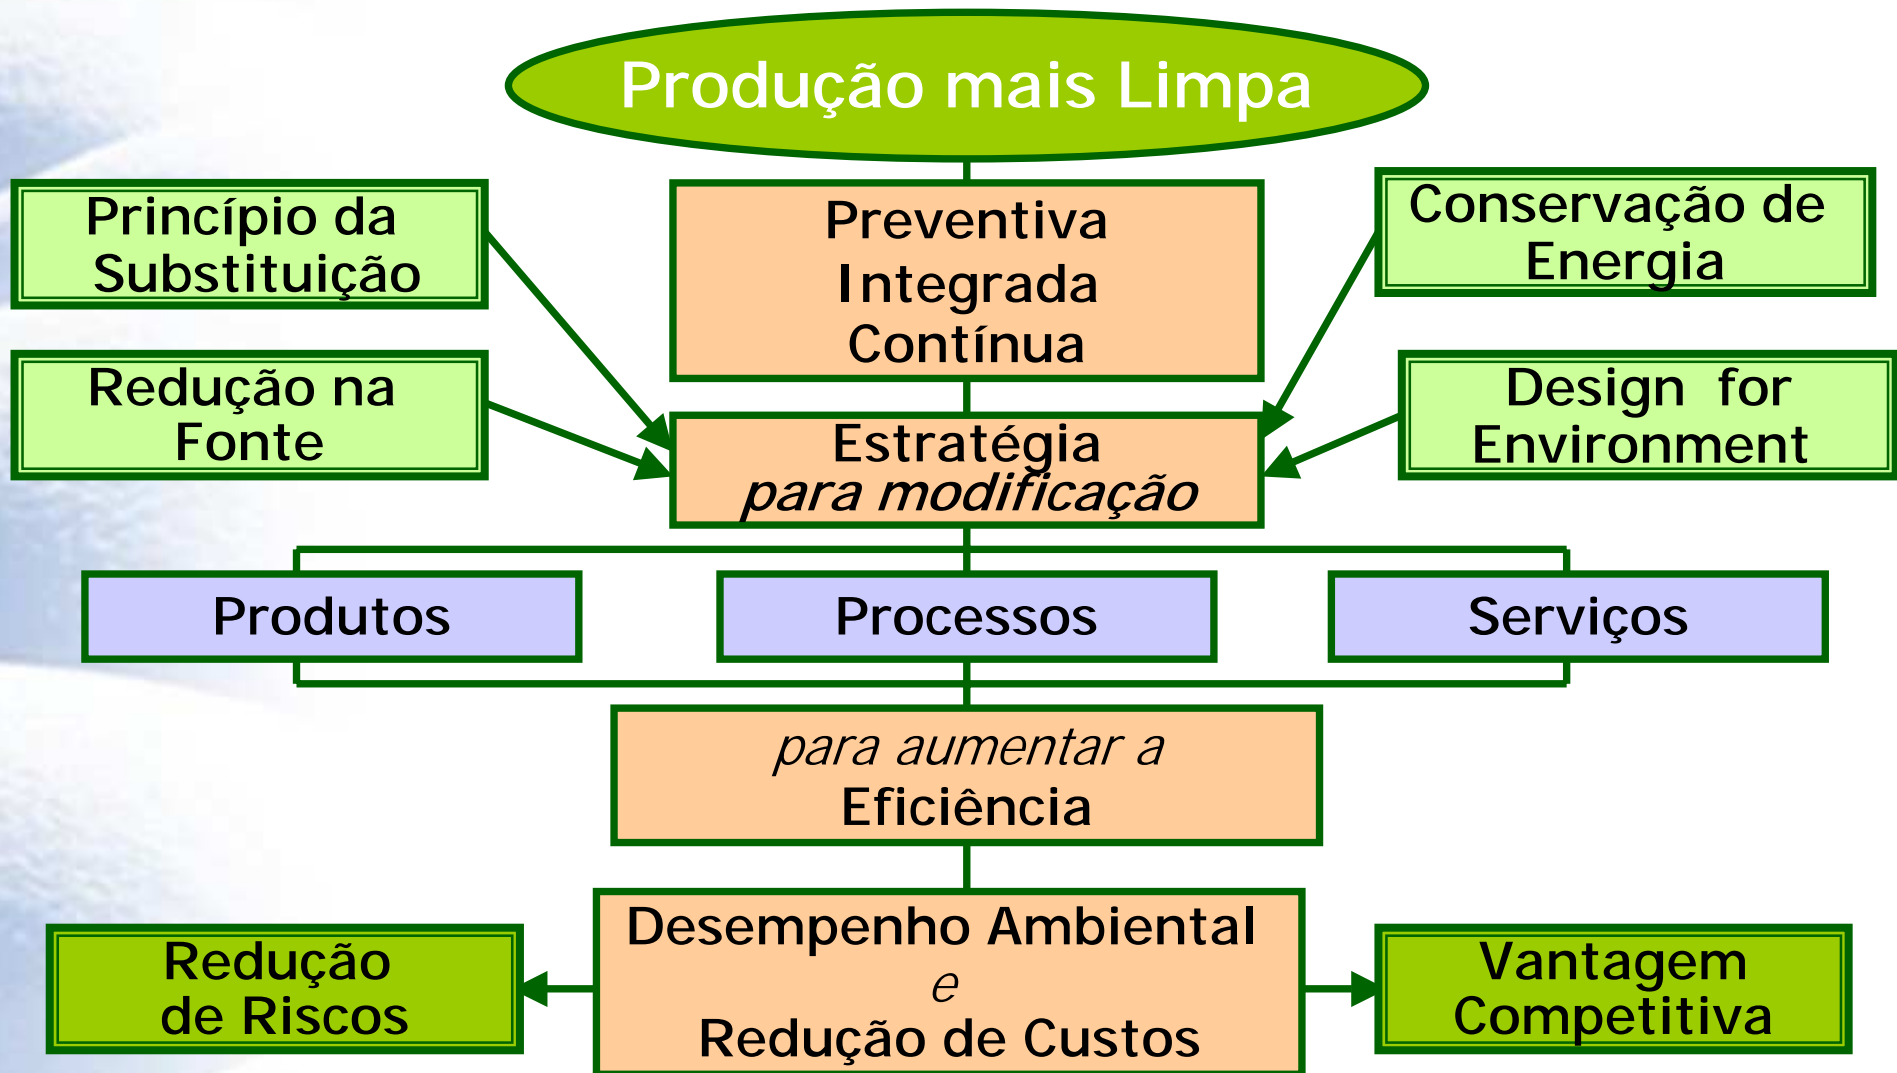 Produção mais Limpa
Princípio da
Substituição
Preventiva
Integrada
Contínua
Conservação de
Energia
Redução na
Fonte
Estratégia
para modificação
Design for
Environment
Produtos
Processos
Serviços
para aumentar a
Eficiência
Redução
de Riscos
Desempenho Ambiental
e
Redução de Custos
Vantagem
Competitiva